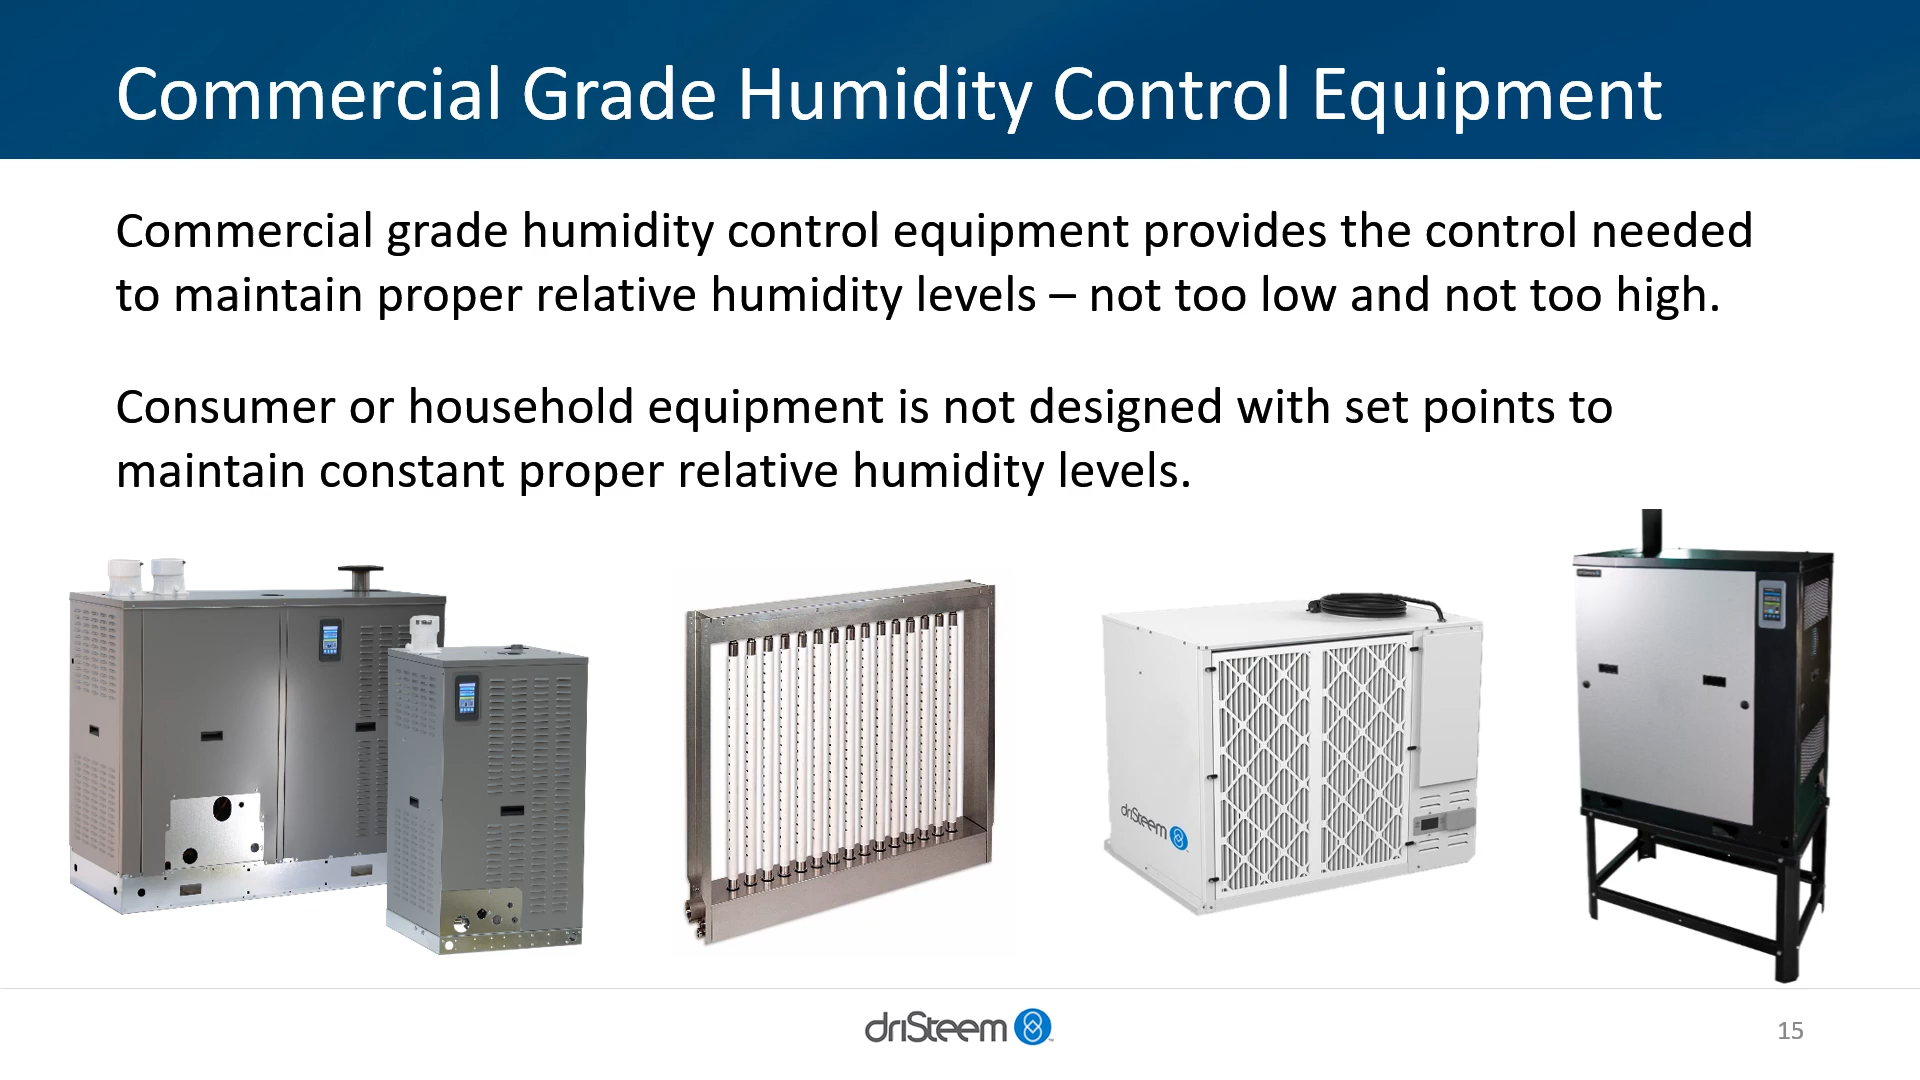 Commercial Grade Humidity Control Equipment
Commercial grade humidity control equipment provides the control needed
to maintain proper relative humidity levels – not too low and not too high.
Consumer or household equipment is not designed with set points to
maintain constant proper relative humidity levels.
driSteem
driSteem
15